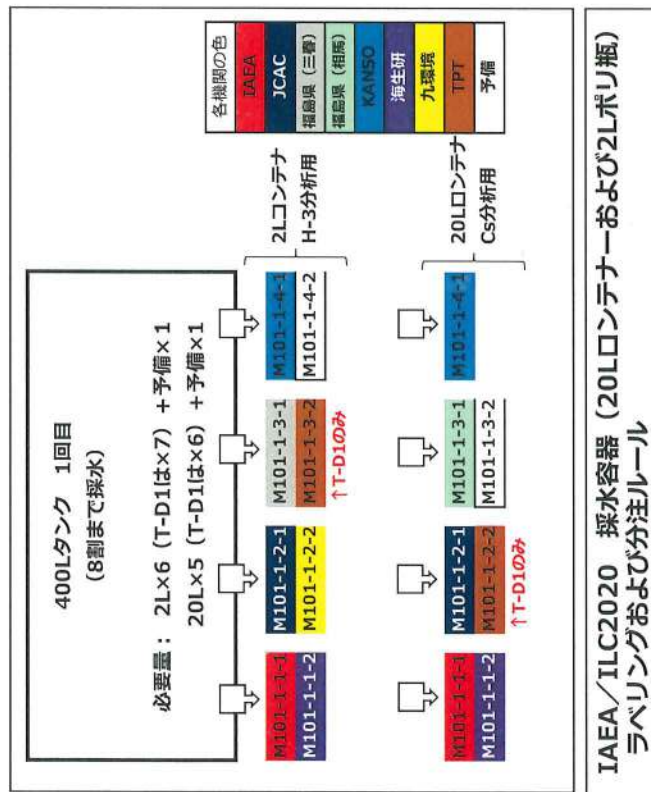 400Lタンク 1回目
(8割まで採水)
必要量： 2L×6 (T-D1は×7) +予備×1
20L×5 (T-D1は×6) +予備×1
M101-1-1-1
M101-1-1-2
M101-1-2-1
M101-1-2-2
M101-1-3-1
M101-1-3-2
↑T-D1のみ
M101-1-4-1
M101-1-4-2
2Lコンテナ
H-3分析用
M101-1-1-1
M101-1-1-2
M101-1-2-1
M101-1-2-2
↑T-D1のみ
M101-1-3-1
M101-1-3-2
M101-1-4-1
20Lロンテナ
Cs分析用
各機関の色
IAEA
JCAC
福島県 (三春)
福島県 (相馬)
KANSO
海生研
九環境
TPT
予備
IAEA／ILC2020 採水容器 (20Lロンテナーおよび2Lポリ瓶)
ラベリングおよび分注ルール